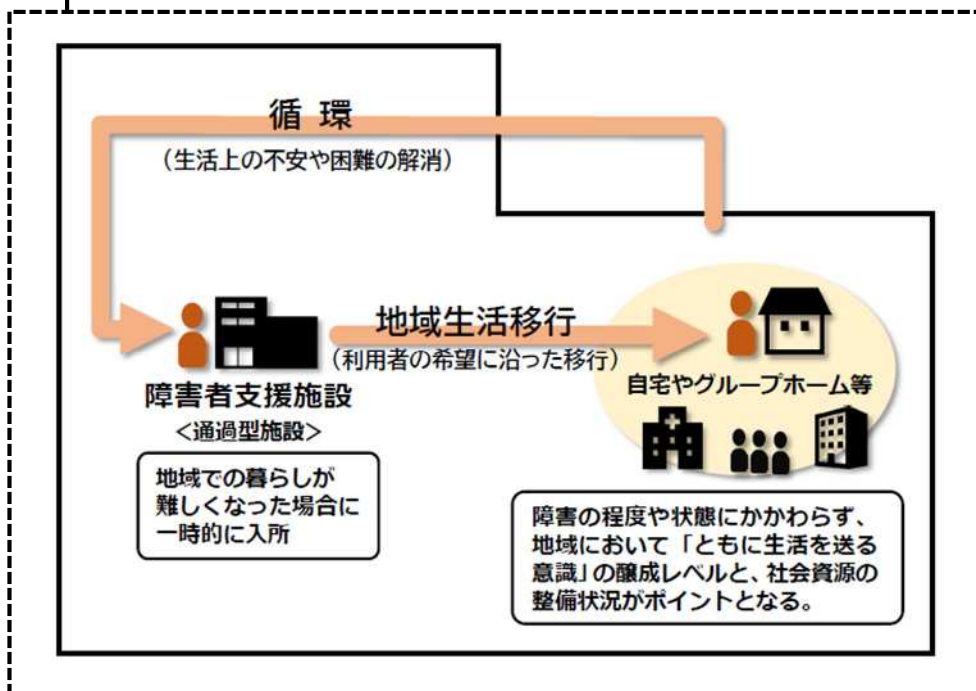 循環
（生活上の不安や困難の解消）
地域生活移行
（利用者の希望に沿った移行）
障害者支援施設
＜通過型施設＞
地域での暮らしが
難しくなった場合に
一時的に入所
自宅やグループホーム等
障害の程度や状態にかかわらず、
地域において「ともに生活を送る
意識」の醸成レベルと、社会資源の
整備状況がポイントとなる。